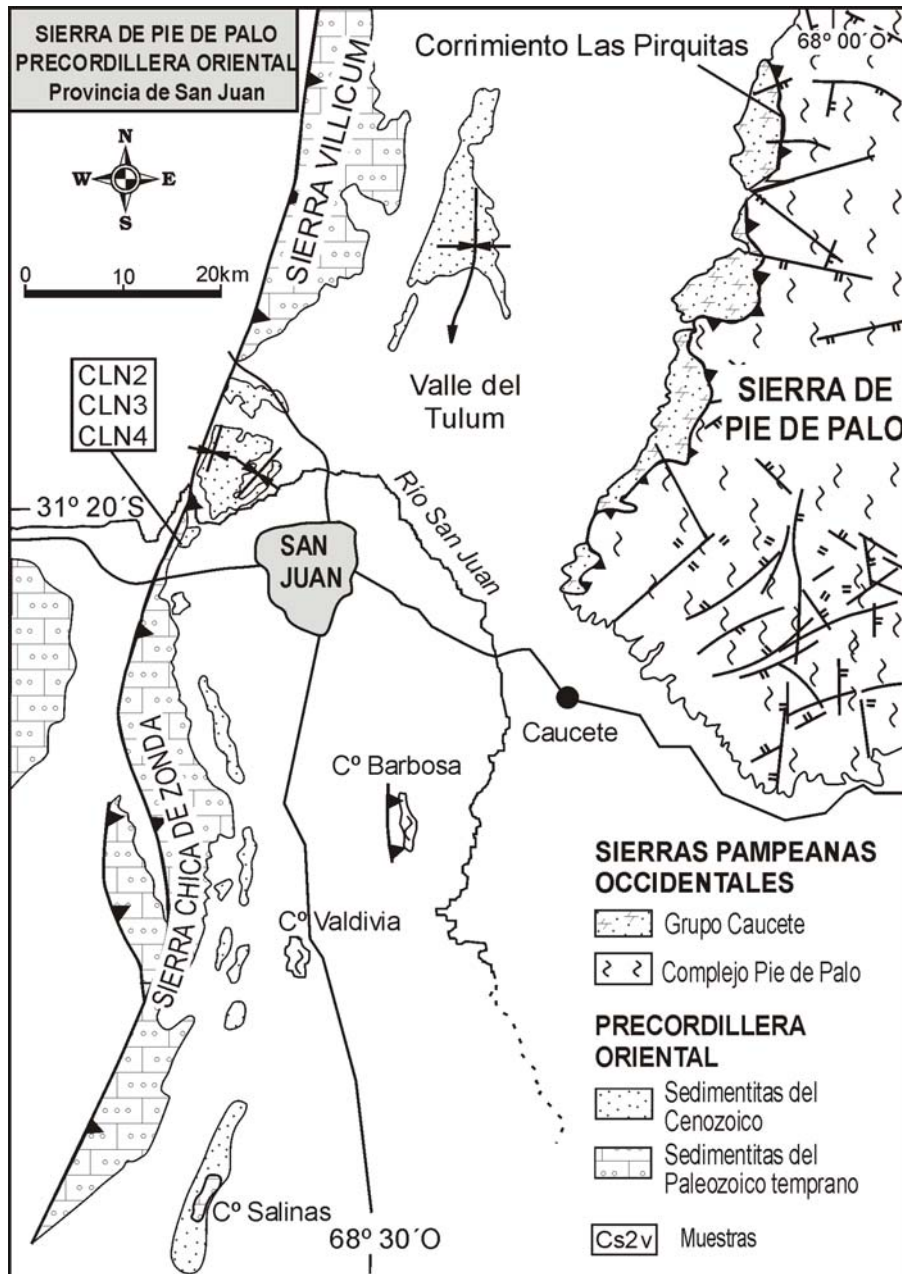 SIERRA DE PIE DE PALO
PRECORDILLERA ORIENTAL
Provincia de San Juan
N
W E
S
0 10 20km
SIERRA VILLICUM
Corrimiento Las Pirquitas
68º 00´O
CLN2
CLN3
CLN4
Valle del
Tulum
SIERRA DE
PIE DE PALO
31º 20´S
Río San Juan
SAN
JUAN
Caucete
Cº Barbosa
SIERRA CHICA DE ZONDA
Cº Valdivia
Cº Salinas
68º 30´O
SIERRAS PAMPEANAS
OCCIDENTALES
Grupo Caucete
Complejo Pie de Palo
PRECORDILLERA
ORIENTAL
Sedimentitas del
Cenozoico
Sedimentitas del
Paleozoico temprano
Cs2v Muestras